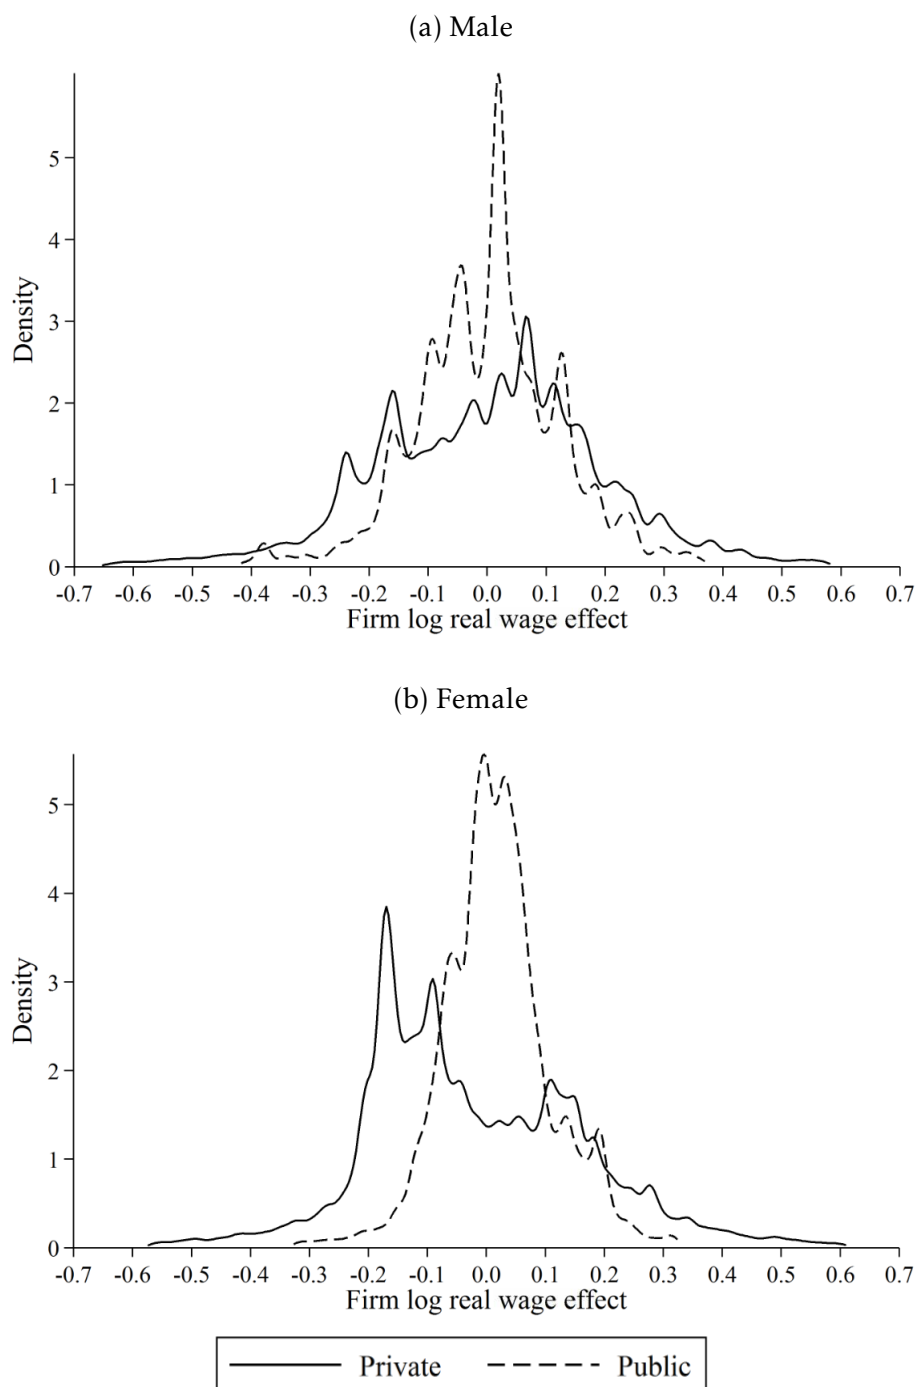 (a) Male
5
4
3
2
1
0
Density
-0.7 -0.6 -0.5 -0.4 -0.3 -0.2 -0.1 0.0 0.1 0.2 0.3 0.4 0.5 0.6 0.7
Firm log real wage effect
(b) Female
5
4
3
2
1
0
Density
-0.7 -0.6 -0.5 -0.4 -0.3 -0.2 -0.1 0.0 0.1 0.2 0.3 0.4 0.5 0.6 0.7
Firm log real wage effect
Private Public